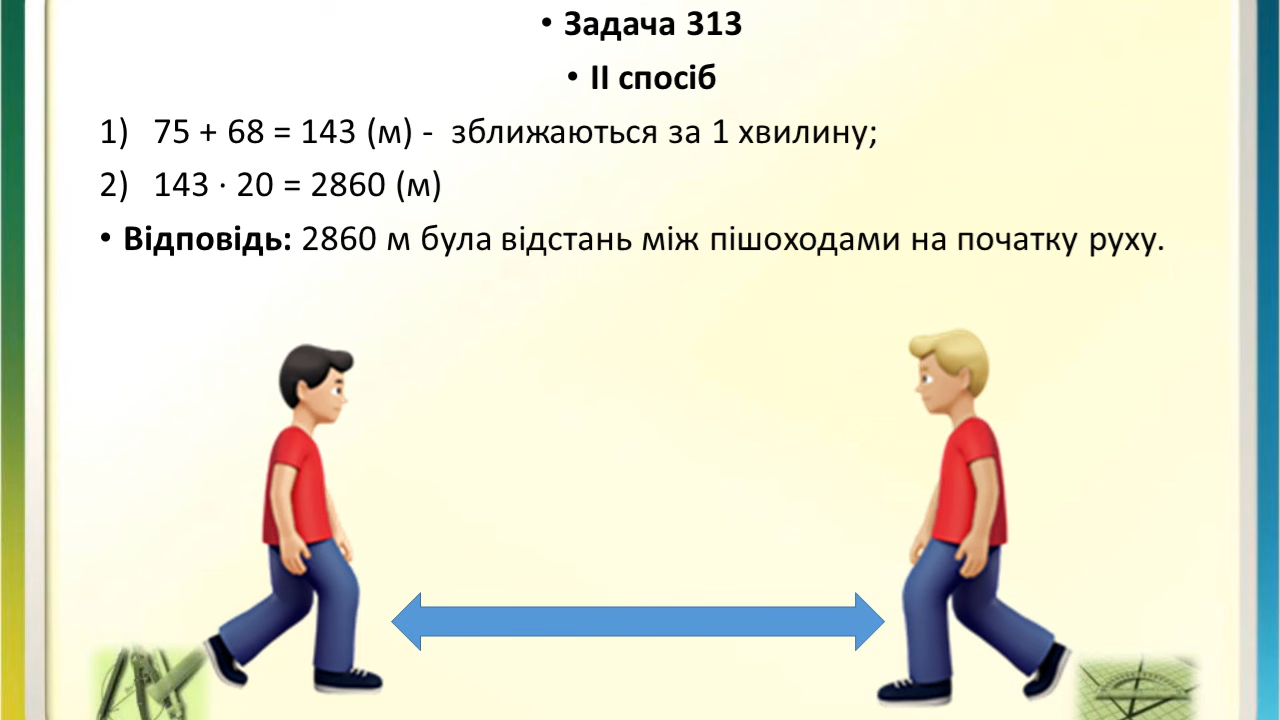 • Задача 313
• ІІ спосіб
1) 75 + 68 = 143 (м) - зближаються за 1 хвилину;
2) 143 · 20 = 2860 (м)
• Відповідь: 2860 м була відстань між пішоходами на початку руху.